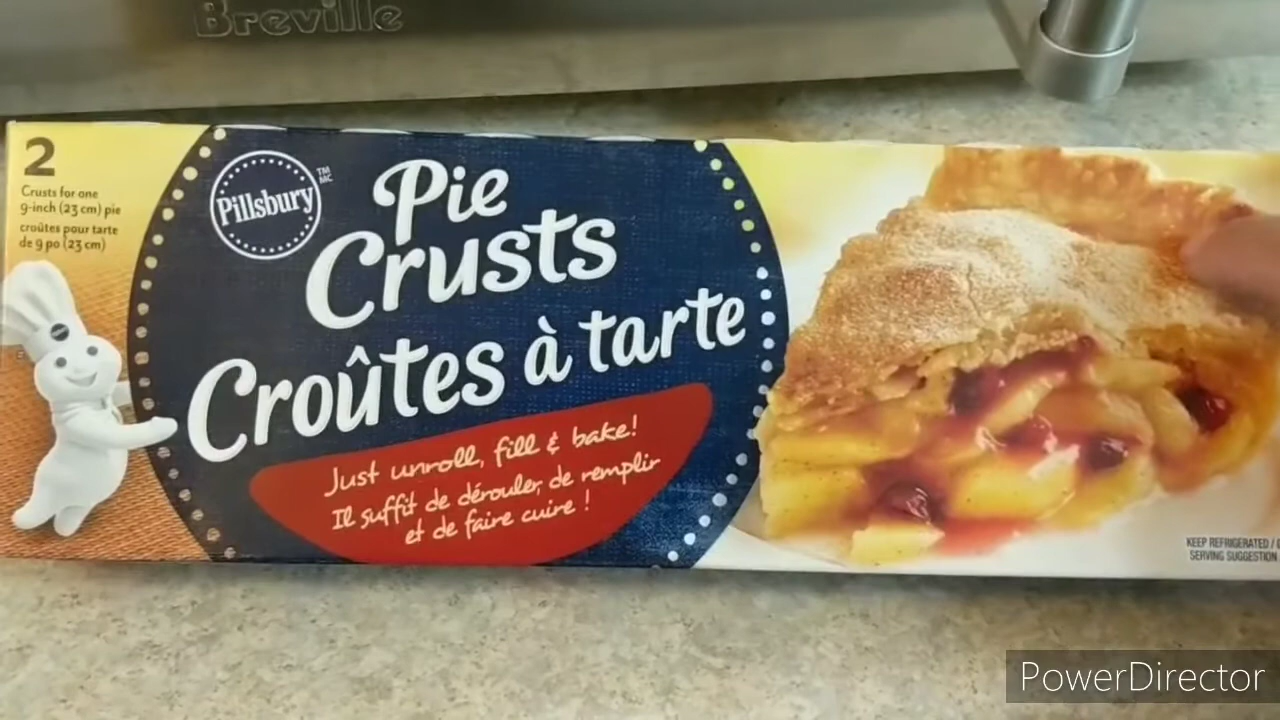 Breville
2
Crusts for one
9-inch (23 cm) pie
croûtes pour tarte
de 9 po (23 cm)
Pillsbury
TM
MC
Pie
Crusts
Croûtes à tarte
Just unroll, fill & bake!
Il suffit de dérouler, de remplir
et de faire cuire !
KEEP REFRIGERATED /
SERVING SUGGESTION
PowerDirector